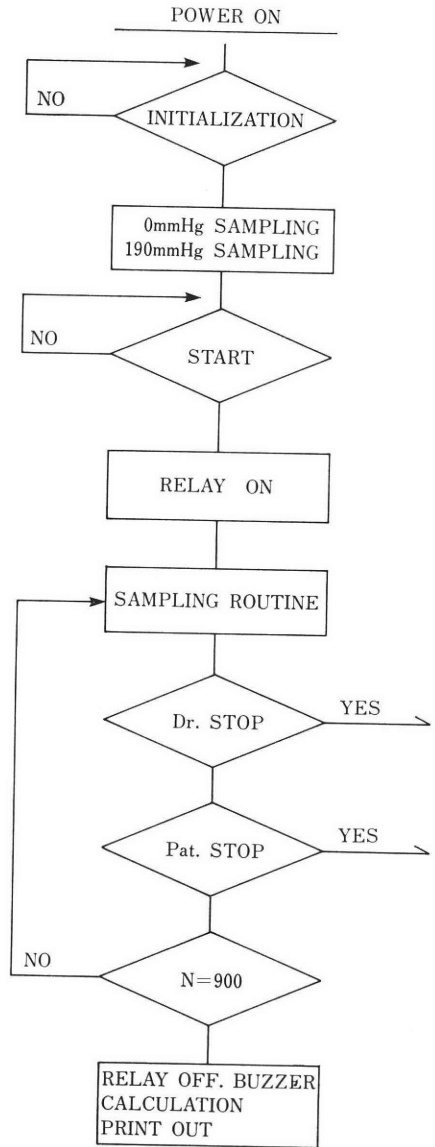 POWER ON
NO
INITIALIZATION
0mmHg SAMPLING
190mmHg SAMPLING
NO
START
RELAY ON
SAMPLING ROUTINE
YES
Dr. STOP
YES
Pat. STOP
NO
N=900
RELAY OFF. BUZZER
CALCULATION
PRINT OUT